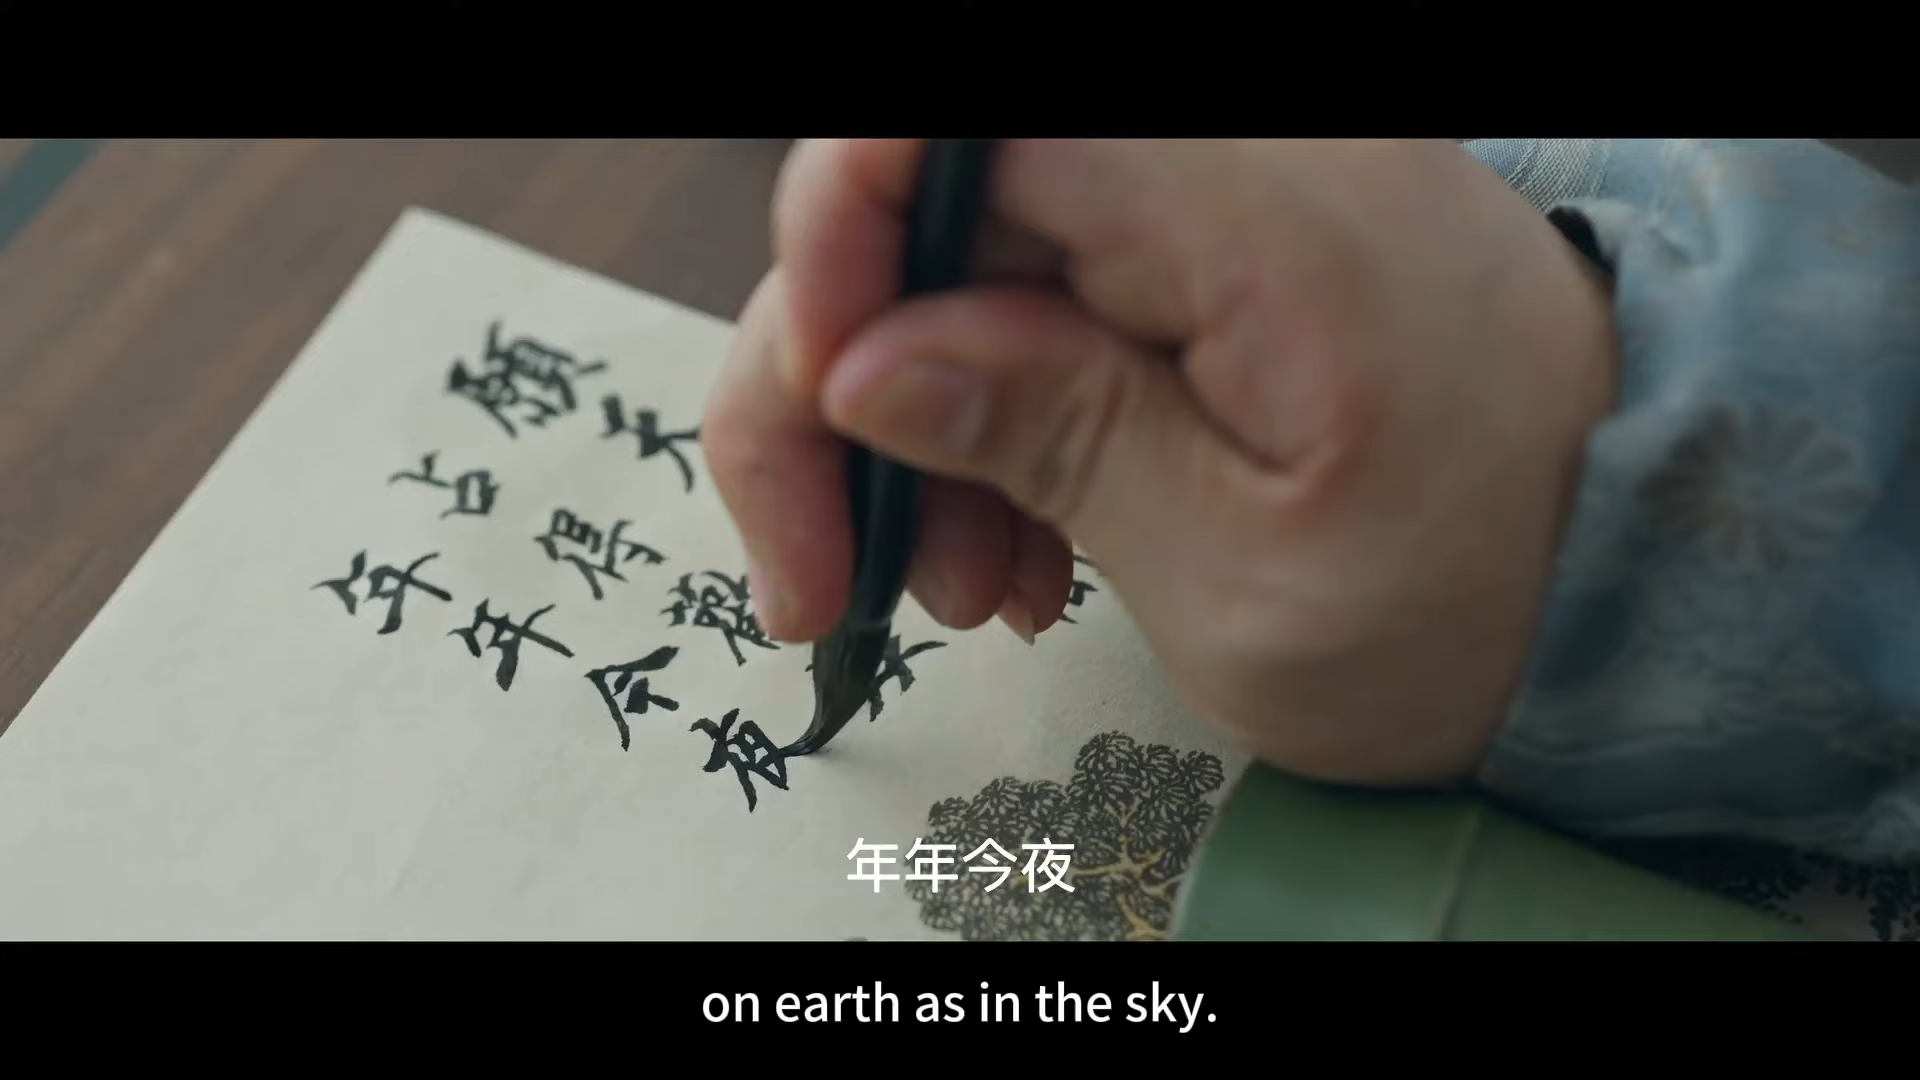 願天
占得歡
年年今夜
年年今夜
on earth as in the sky.